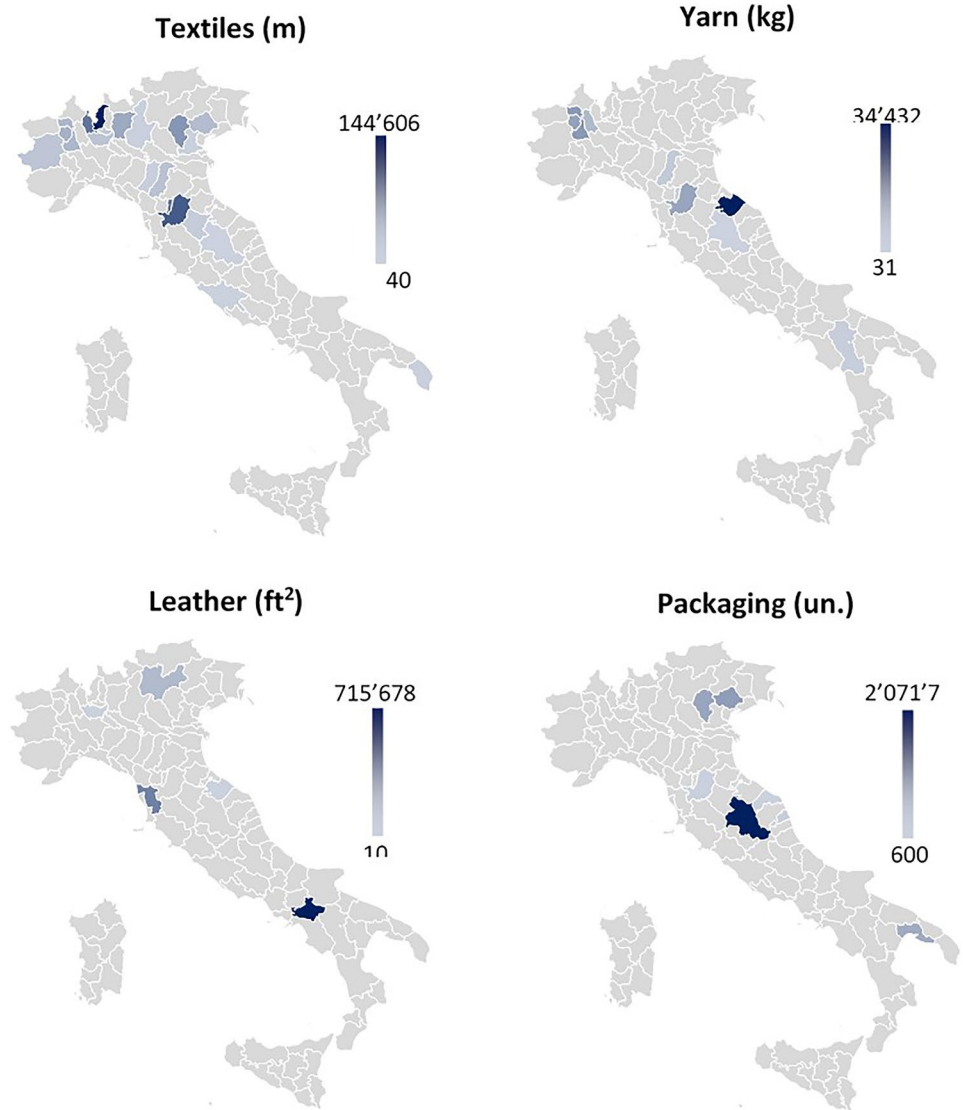 Textiles (m)
144’606
40
Yarn (kg)
34’432
31
Leather (ft²)
715’678
10
Packaging (un.)
2’071’7
600